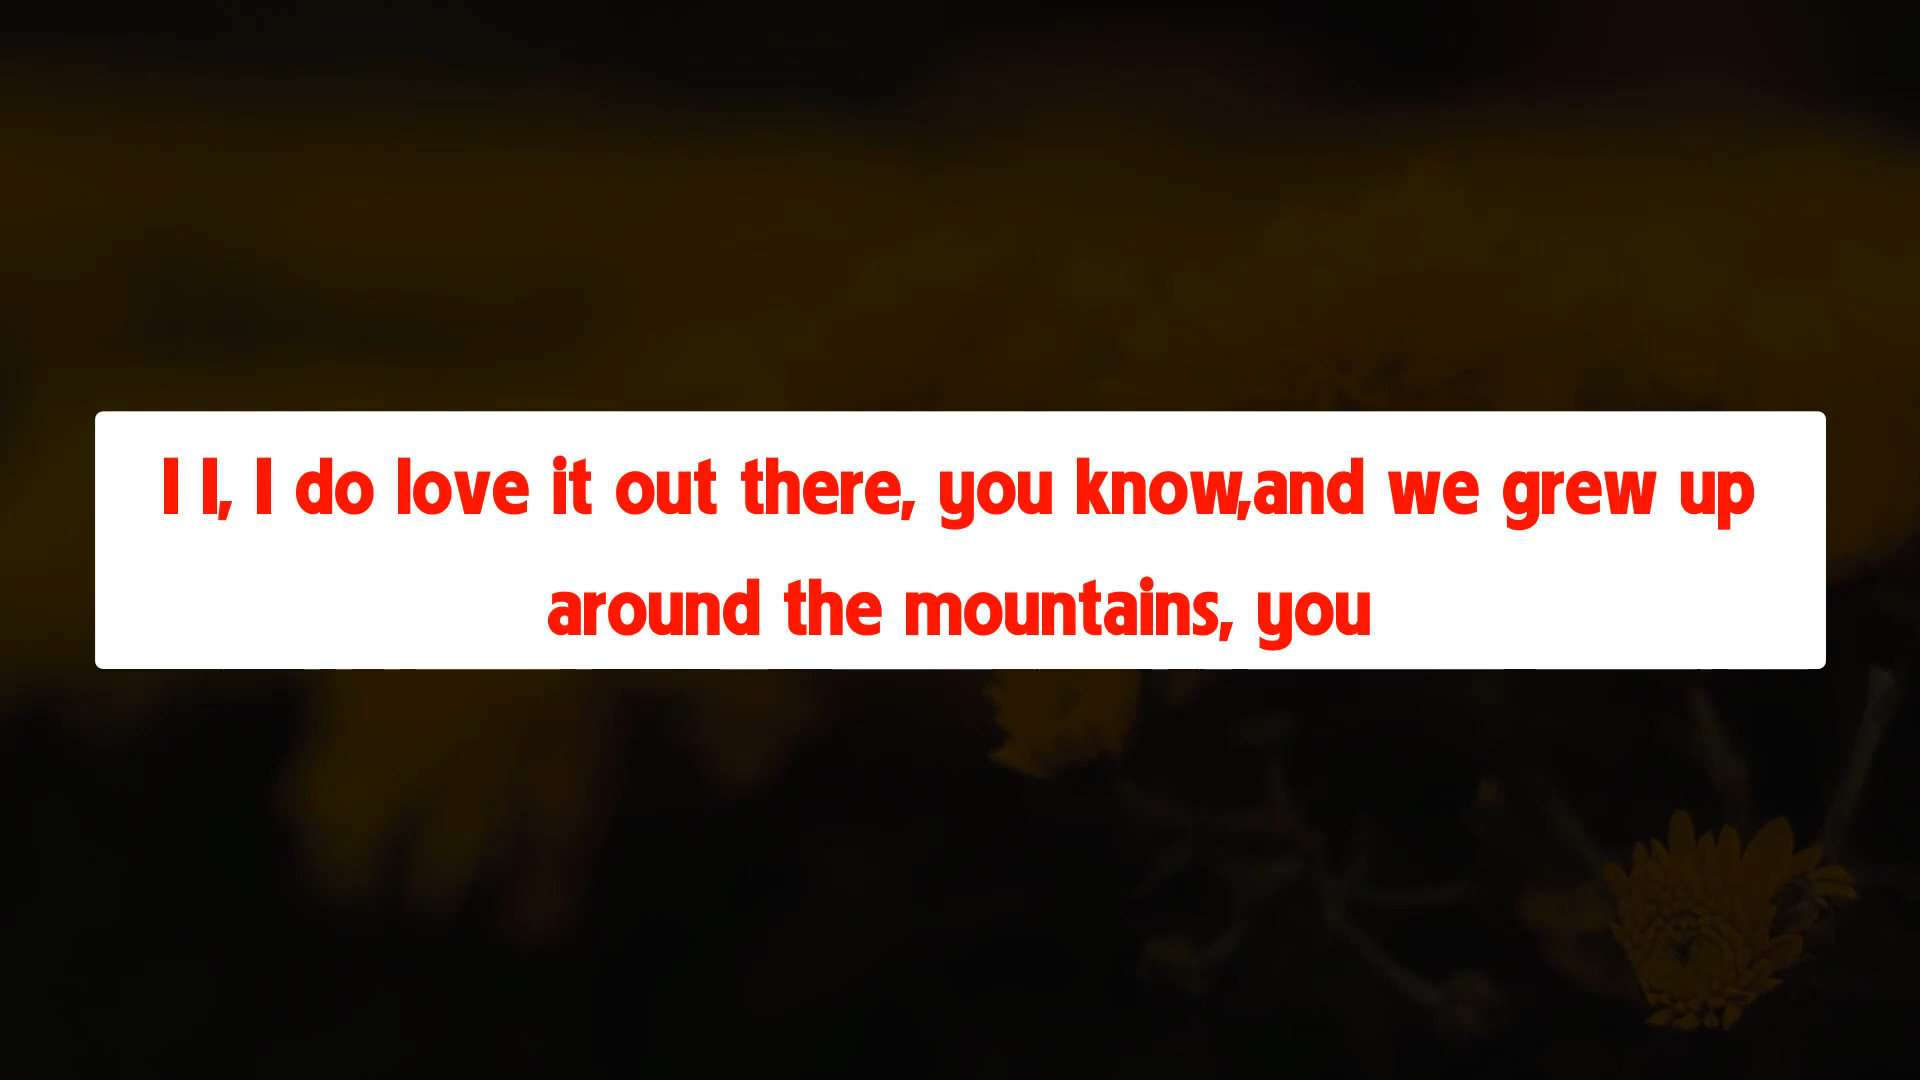 I I, I do love it out there, you know,and we grew up
around the mountains, you